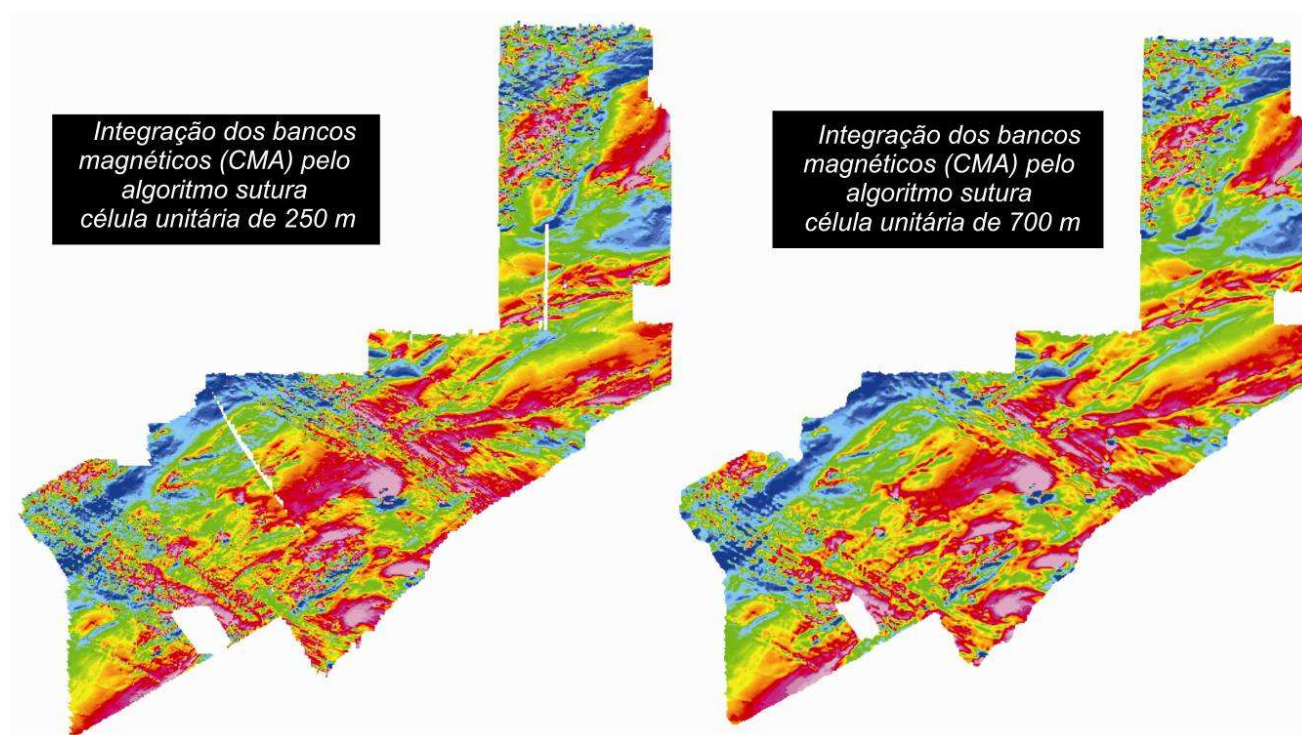 Integração dos bancos
magnéticos (CMA) pelo
algoritmo sutura
célula unitária de 250 m
Integração dos bancos
magnéticos (CMA) pelo
algoritmo sutura
célula unitária de 700 m